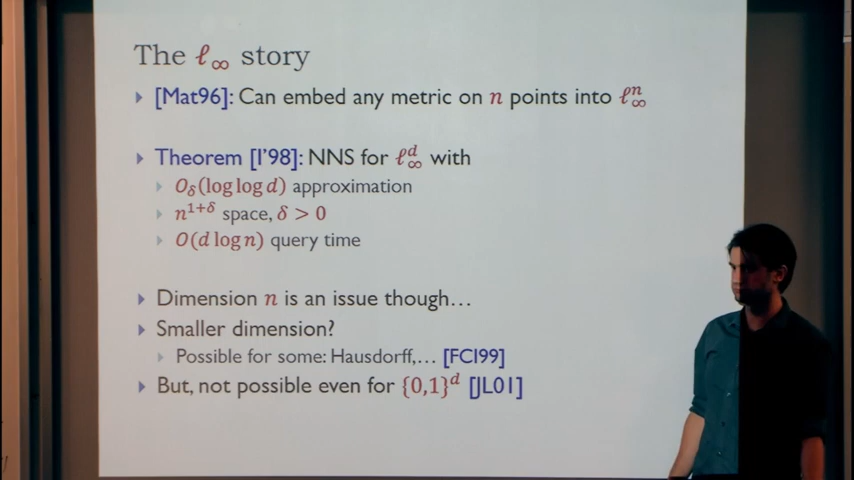 The ℓ∞ story
[Mat96]: Can embed any metric on n points into ℓ∞ⁿ
Theorem [I'98]: NNS for ℓ∞ᵈ with
O_δ(log log d) approximation
n¹⁺ᵟ space, δ > 0
O(d log n) query time
Dimension n is an issue though…
Smaller dimension?
Possible for some: Hausdorff,… [FCI99]
But, not possible even for {0,1}ᵈ [JL01]